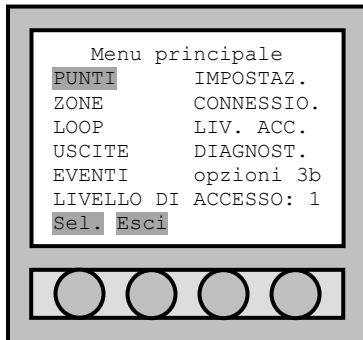 Menu principale
PUNTI IMPOSTAZ.
ZONE CONNESSIO.
LOOP LIV. ACC.
USCITE DIAGNOST.
EVENTI opzioni 3b
LIVELLO DI ACCESSO: 1
Sel. Esci